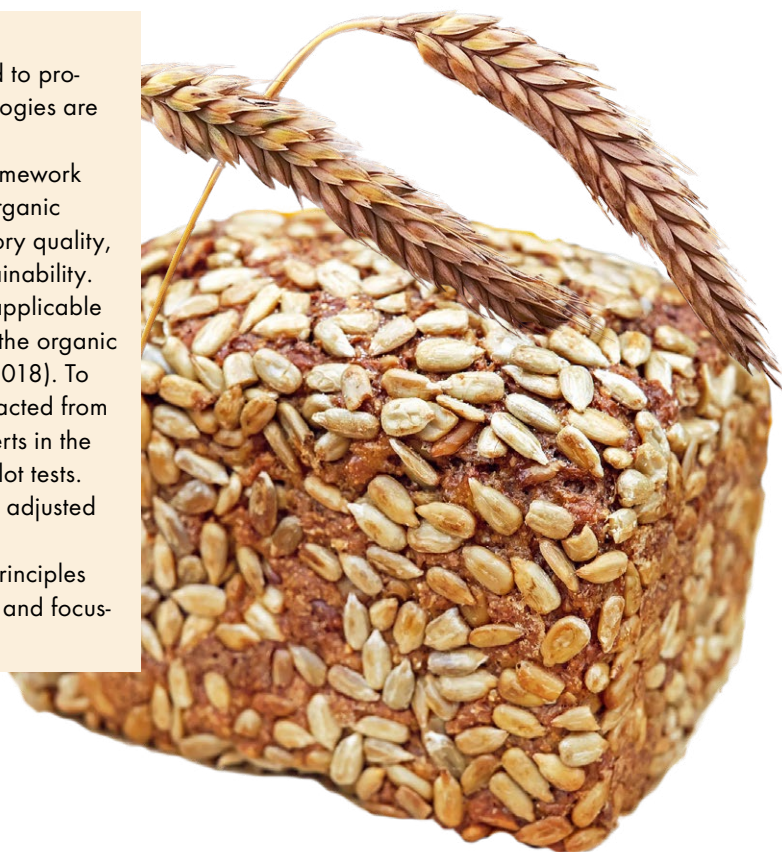 to pro-
ogies are
mework
rganic
ory quality,
inability.
applicable
the organic
018). To
acted from
erts in the
lot tests.
adjusted
rinciples
and focus-